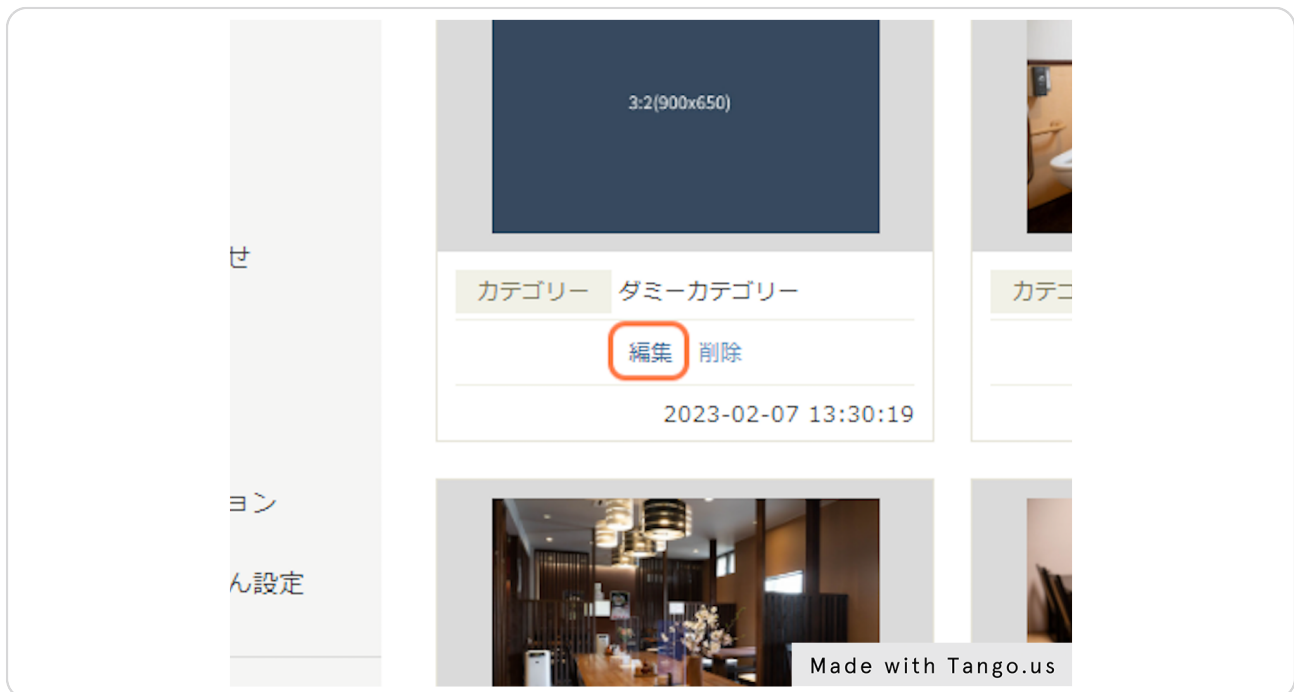 3:2(900x650)
せ
カテゴリー ダミーカテゴリー
カテゴ
編集 削除
2023-02-07 13:30:19
ョン
ん設定
Made with Tango.us